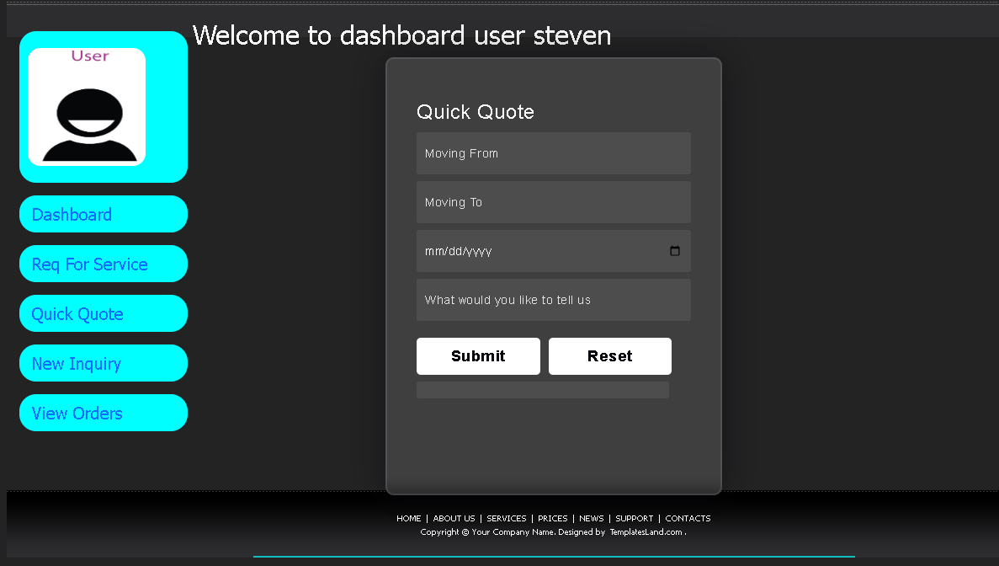 Welcome to dashboard user steven
User
Dashboard
Req For Service
Quick Quote
New Inquiry
View Orders
Quick Quote
Moving From
Moving To
mm/dd/yyyy
What would you like to tell us
Submit
Reset
HOME | ABOUT US | SERVICES | PRICES | NEWS | SUPPORT | CONTACTS
Copyright © Your Company Name. Designed by TemplatesLand.com .